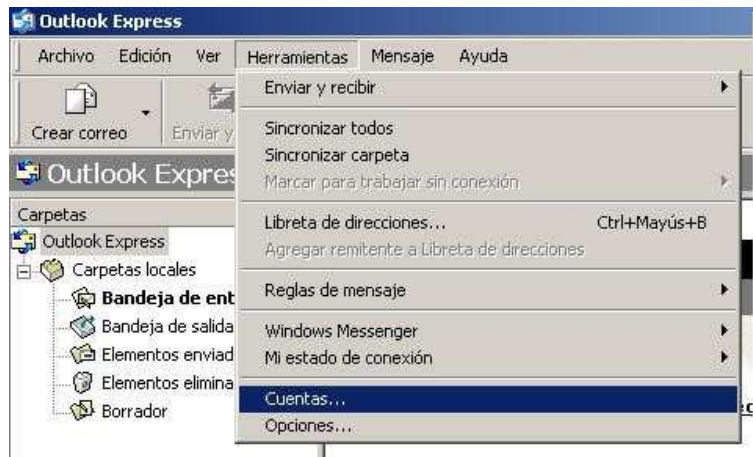 Outlook Express
Archivo Edición Ver Herramientas Mensaje Ayuda
Crear correo Enviar y
Enviar y recibir
Sincronizar todos
Sincronizar carpeta
Marcar para trabajar sin conexión
Libreta de direcciones... Ctrl+Mayús+B
Agregar remitente a Libreta de direcciones
Reglas de mensaje
Windows Messenger
Mi estado de conexión
Cuentas...
Opciones...
Outlook Expres
Carpetas
Outlook Express
Carpetas locales
Bandeja de ent
Bandeja de salida
Elementos enviad
Elementos elimina
Borrador